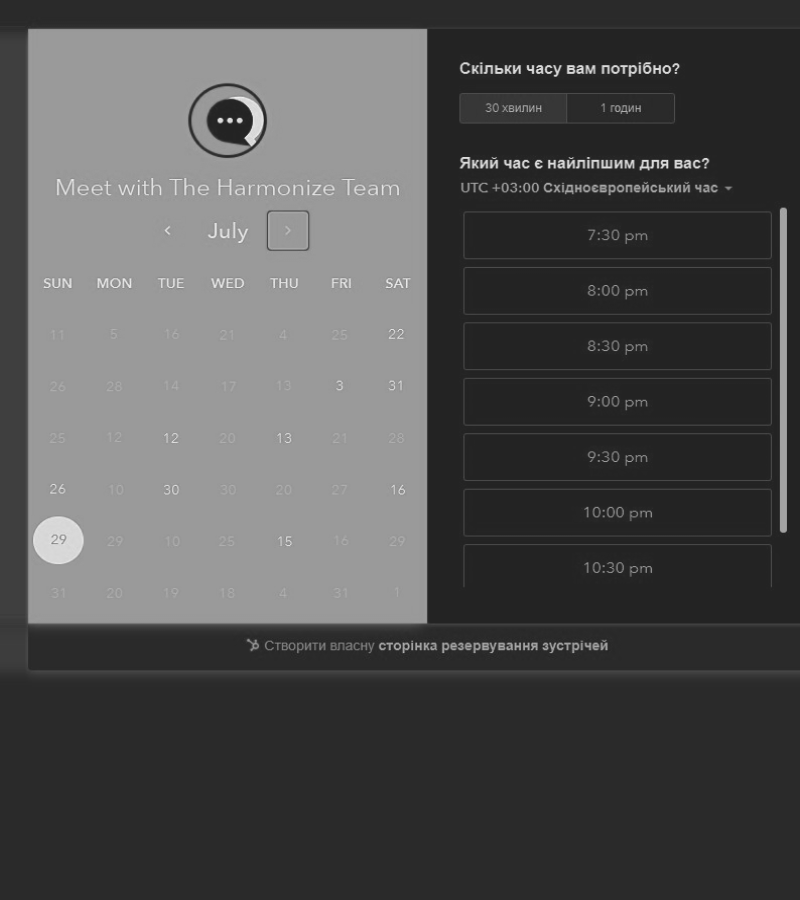 Meet with The Harmonize Team
July
SUN MON TUE WED THU FRI SAT
11 5 16 21 4 25 22
26 28 14 17 13 3 31
25 12 12 20 13 21 28
26 10 30 30 20 27 16
29 29 10 25 15 16 29
31 20 19 18 4 31 1
Скільки часу вам потрібно?
30 хвилин 1 годин
Який час є найліпшим для вас?
UTC +03:00 Східноєвропейський час
7:30 pm
8:00 pm
8:30 pm
9:00 pm
9:30 pm
10:00 pm
10:30 pm
Створити власну сторінка резервування зустрічей